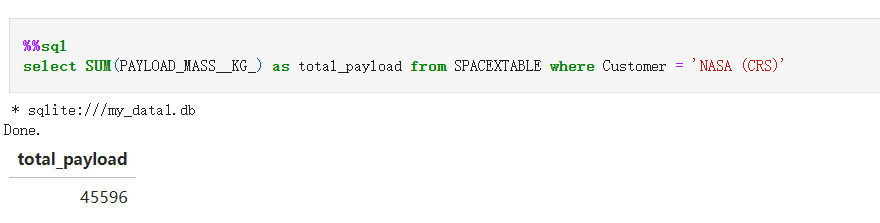 %%sql
select SUM(PAYLOAD_MASS__KG_) as total_payload from SPACEXTABLE where Customer = 'NASA (CRS)'
* sqlite:///my_data1.db
Done.
total_payload
45596